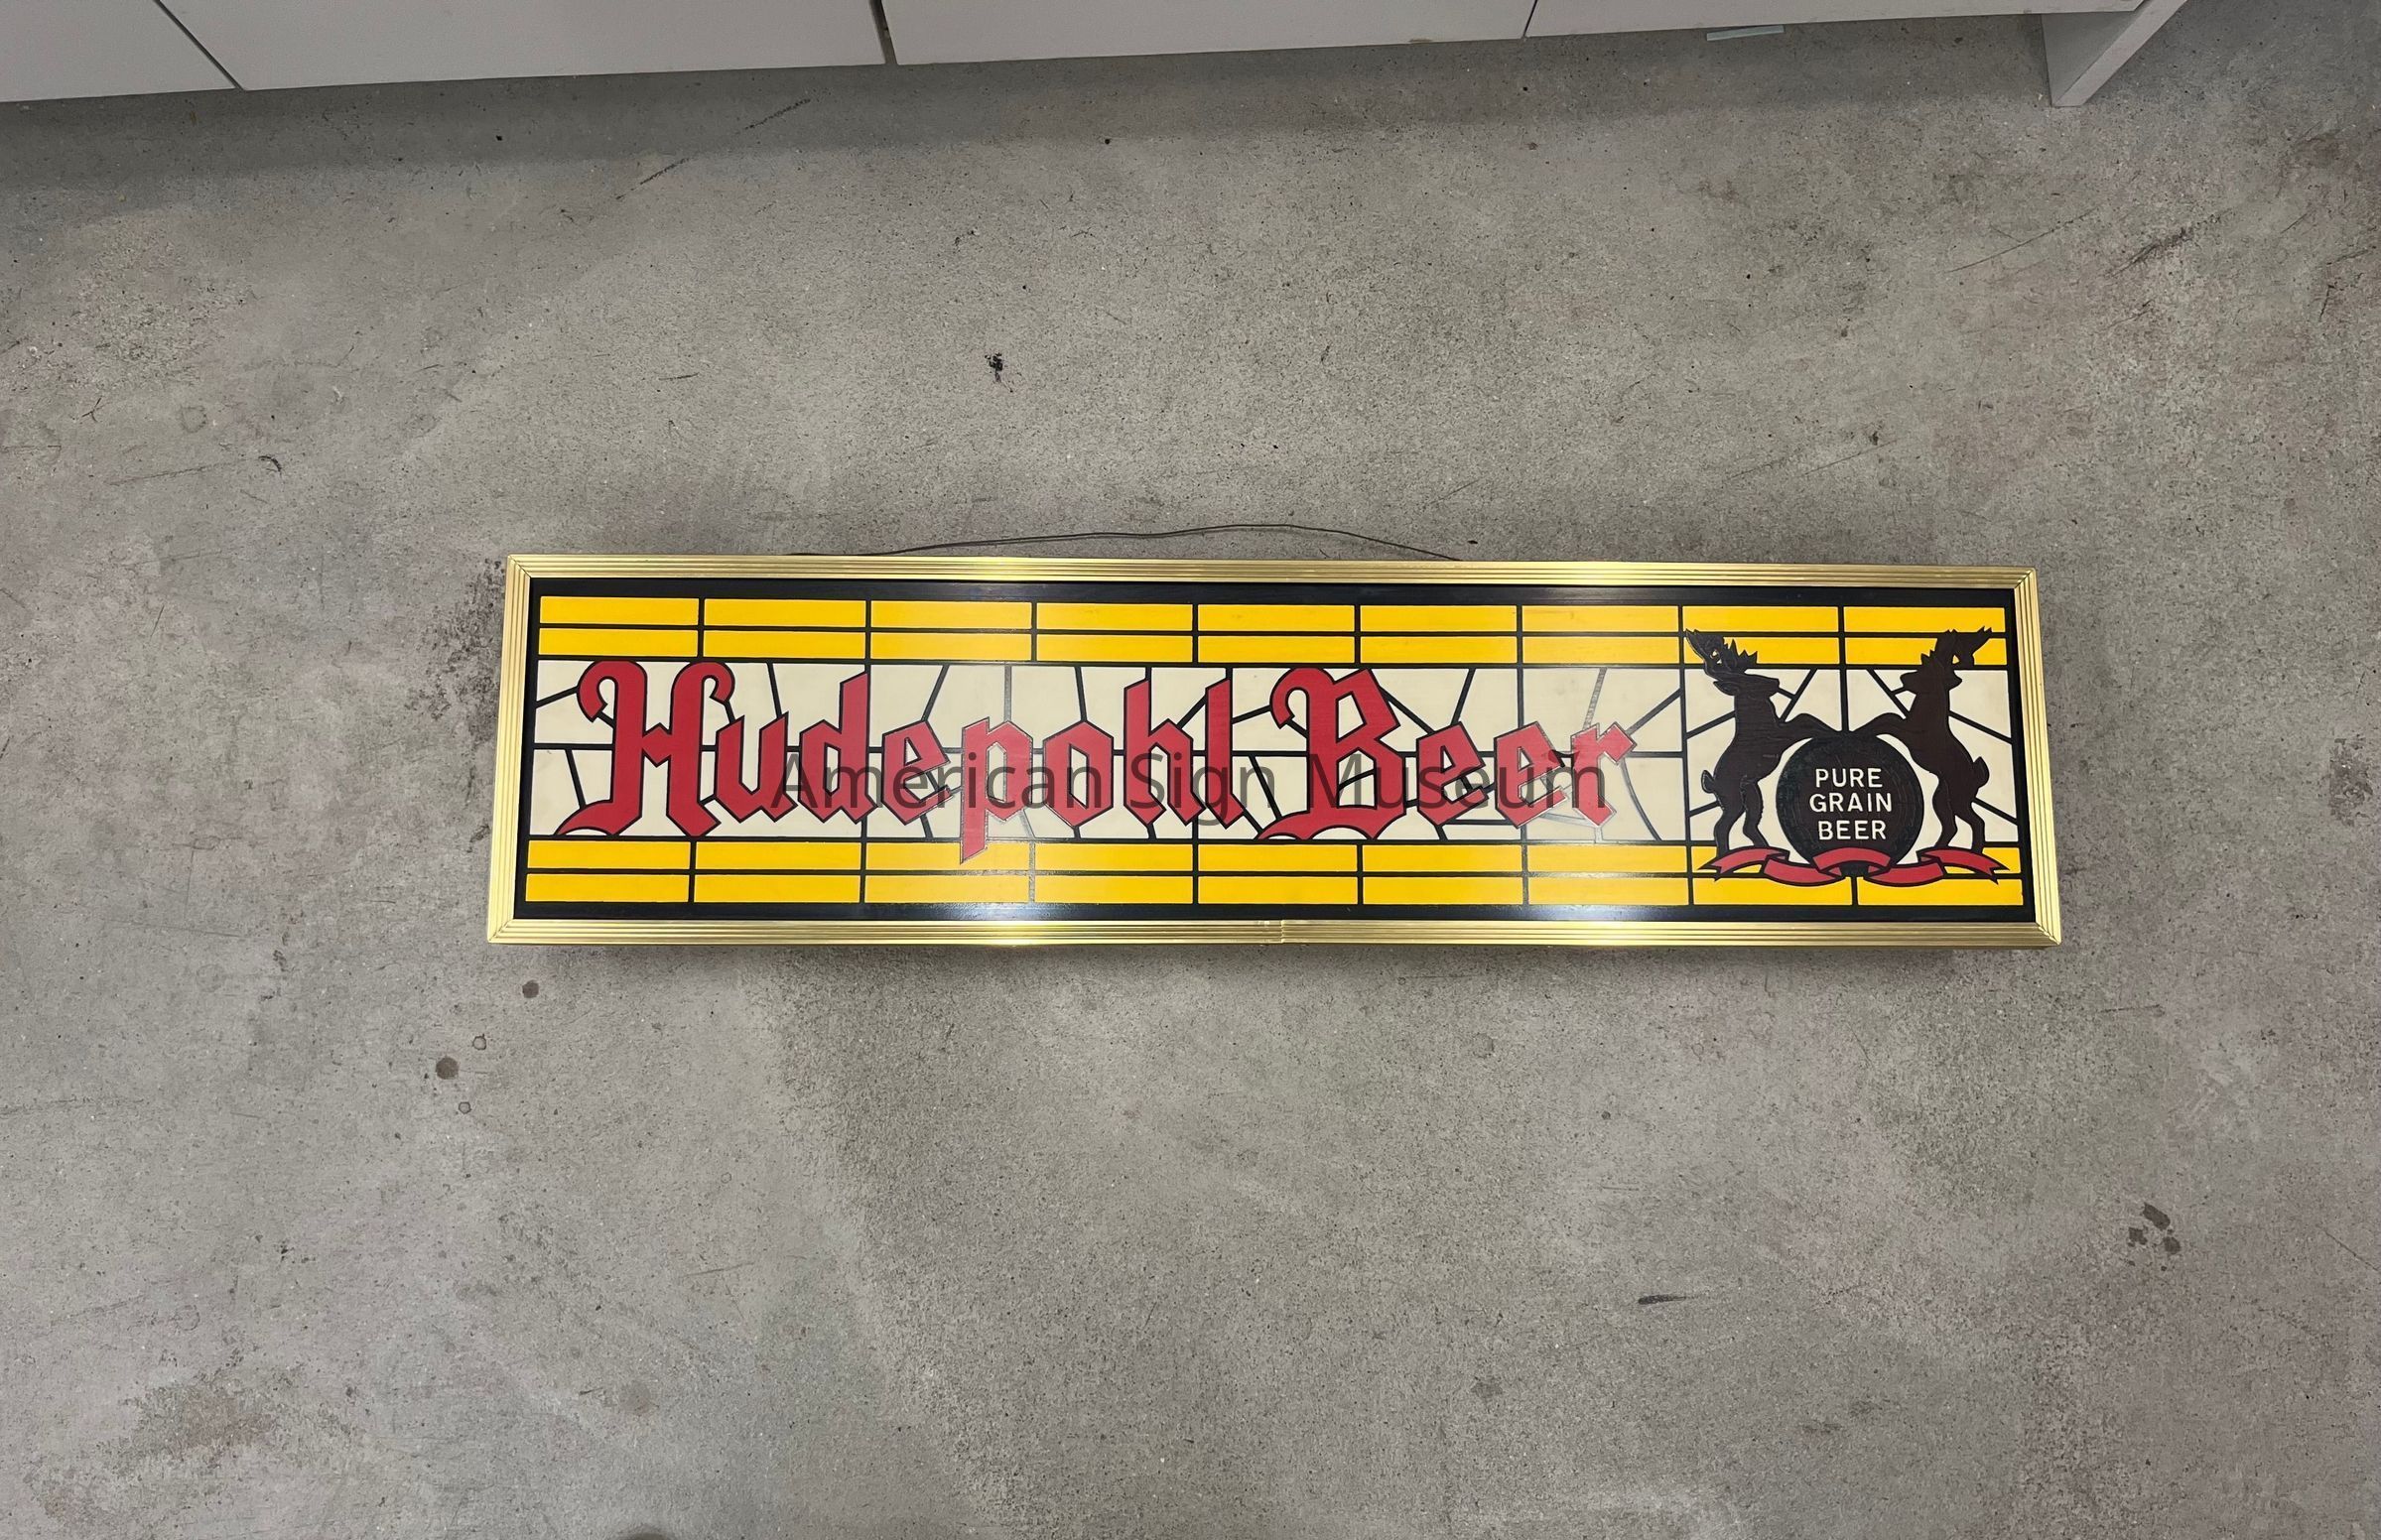 Hudepohl Beer
American Sign Museum
PURE
GRAIN
BEER